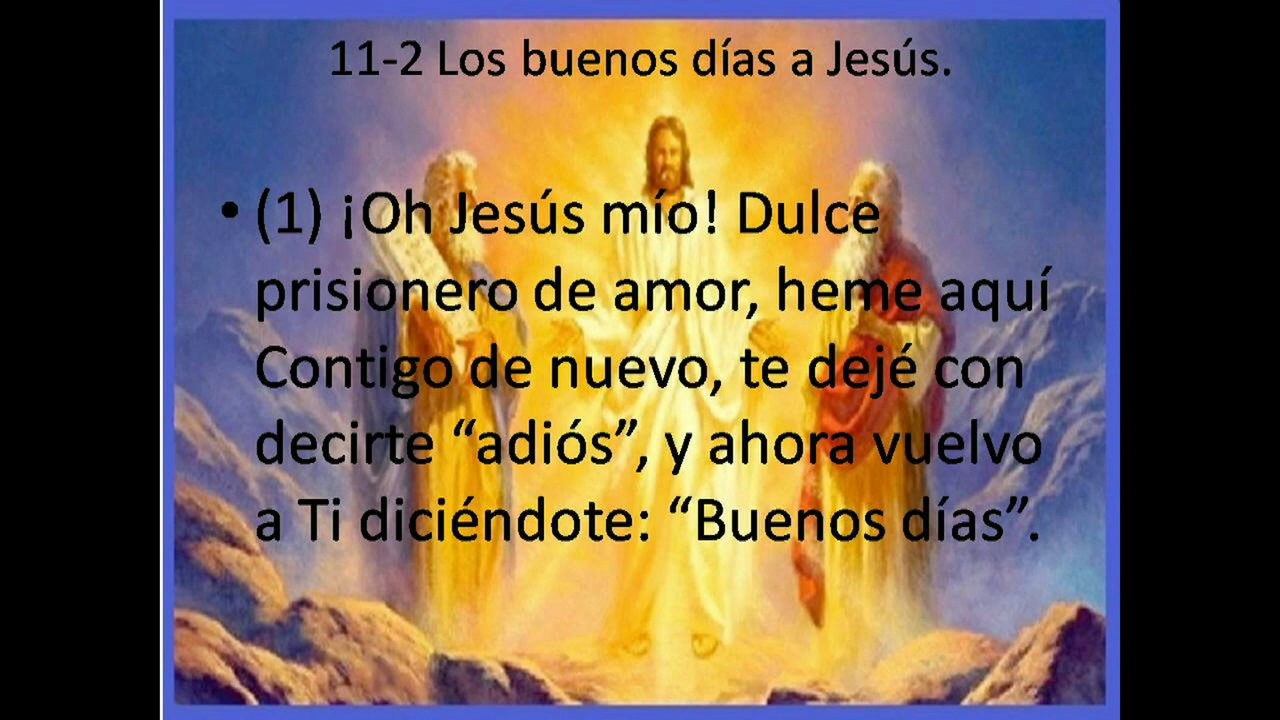 11-2 Los buenos días a Jesús.
• (1) ¡Oh Jesús mío! Dulce
prisionero de amor, heme aquí
Contigo de nuevo, te dejé con
decirte “adiós”, y ahora vuelvo
a Ti diciéndote: “Buenos días”.